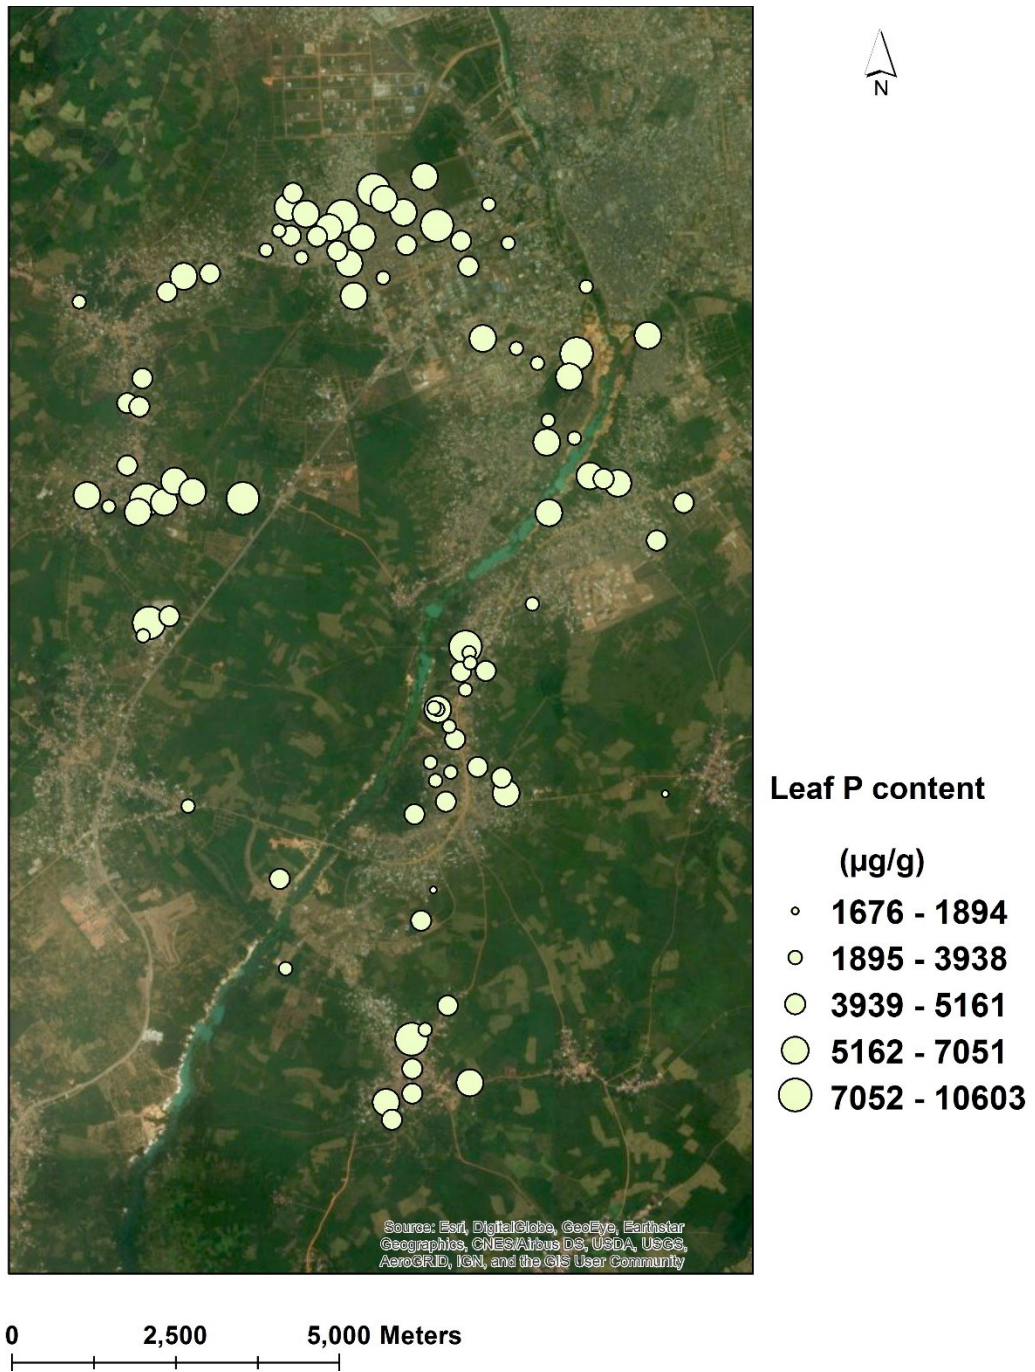 N
Leaf P content
(µg/g)
1676 - 1894
1895 - 3938
3939 - 5161
5162 - 7051
7052 - 10603
Source: Esri, DigitalGlobe, GeoEye, Earthstar
Geographics, CNES/Airbus DS, USDA, USGS,
AeroGRID, IGN, and the GIS User Community
0 2,500 5,000 Meters